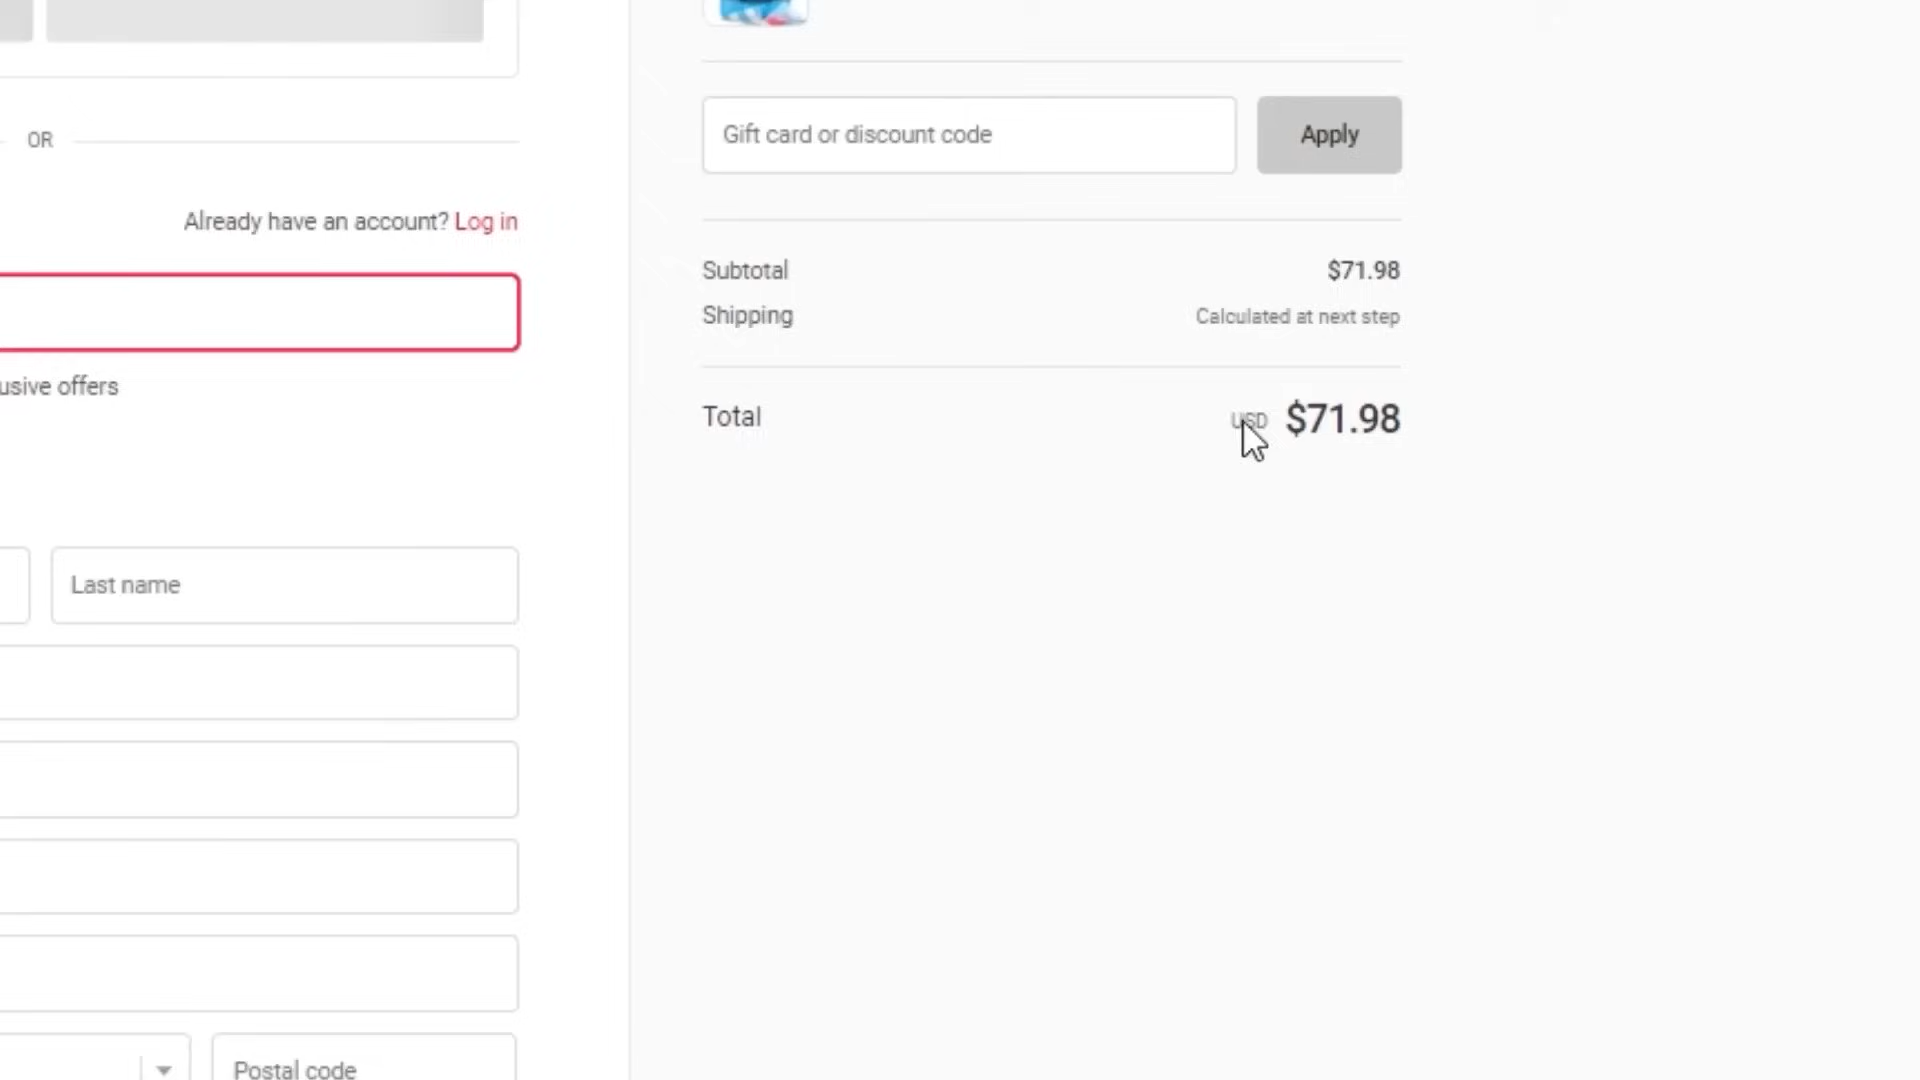 OR
Already have an account? Log in
usive offers
Last name
Postal code
Gift card or discount code
Apply
Subtotal $71.98
Shipping Calculated at next step
Total USD $71.98